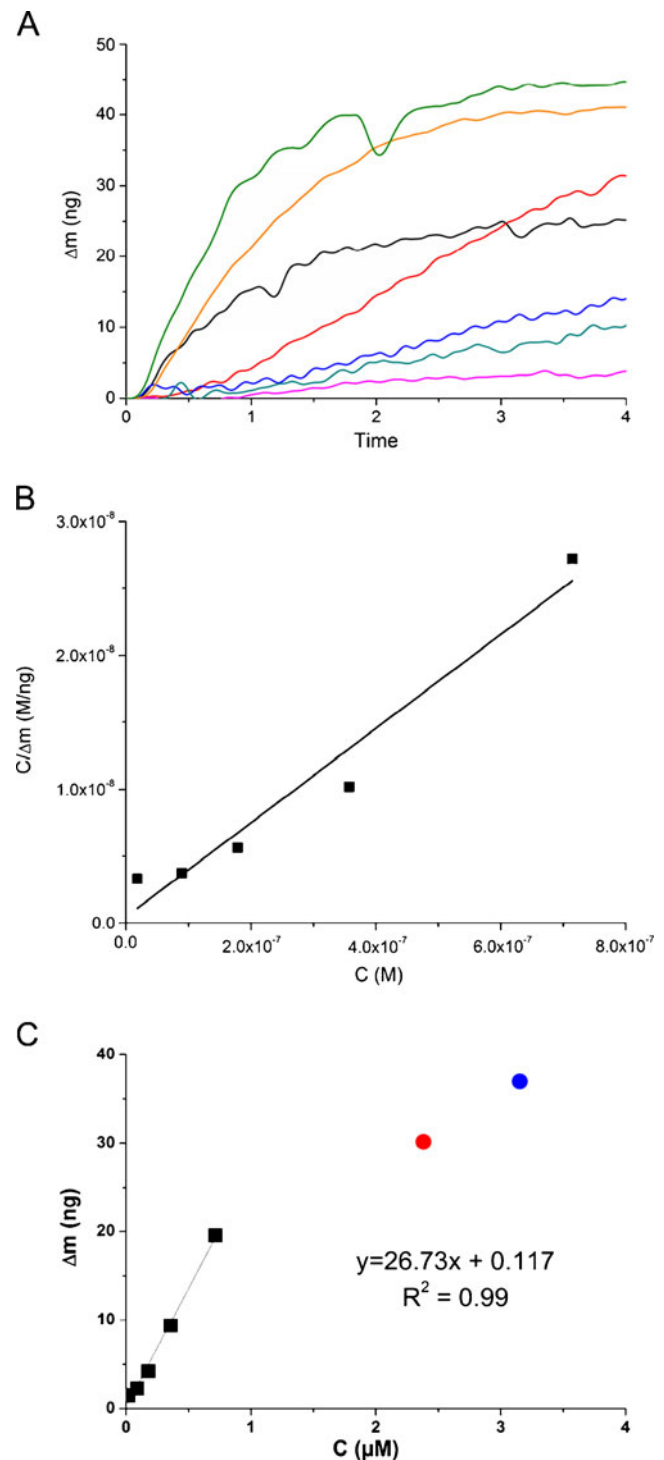 A
50
40
30
20
10
0
Δm (ng)
0 1 2 3 4
Time
B
3.0x10⁻⁸
2.0x10⁻⁸
1.0x10⁻⁸
0.0
C/Δm (M/ng)
0.0 2.0x10⁻⁷ 4.0x10⁻⁷ 6.0x10⁻⁷ 8.0x10⁻⁷
C (M)
C
40
30
20
10
0
Δm (ng)
y=26.73x + 0.117
R² = 0.99
0 1 2 3 4
C (μM)